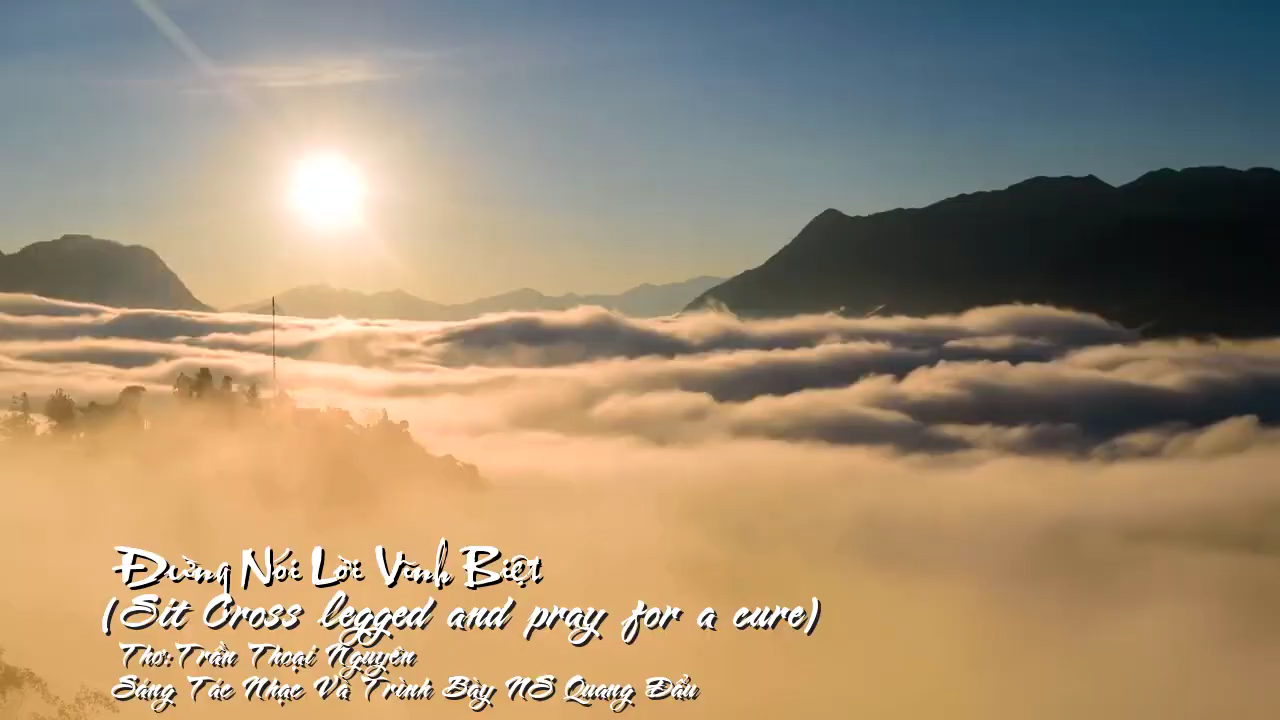 Đừng Nói Lời Vĩnh Biệt
(Sit Cross legged and pray for a cure)
Thơ:Trần Thoại Nguyên
Sáng Tác Nhạc Và Trình Bày NS Quang Đẩu